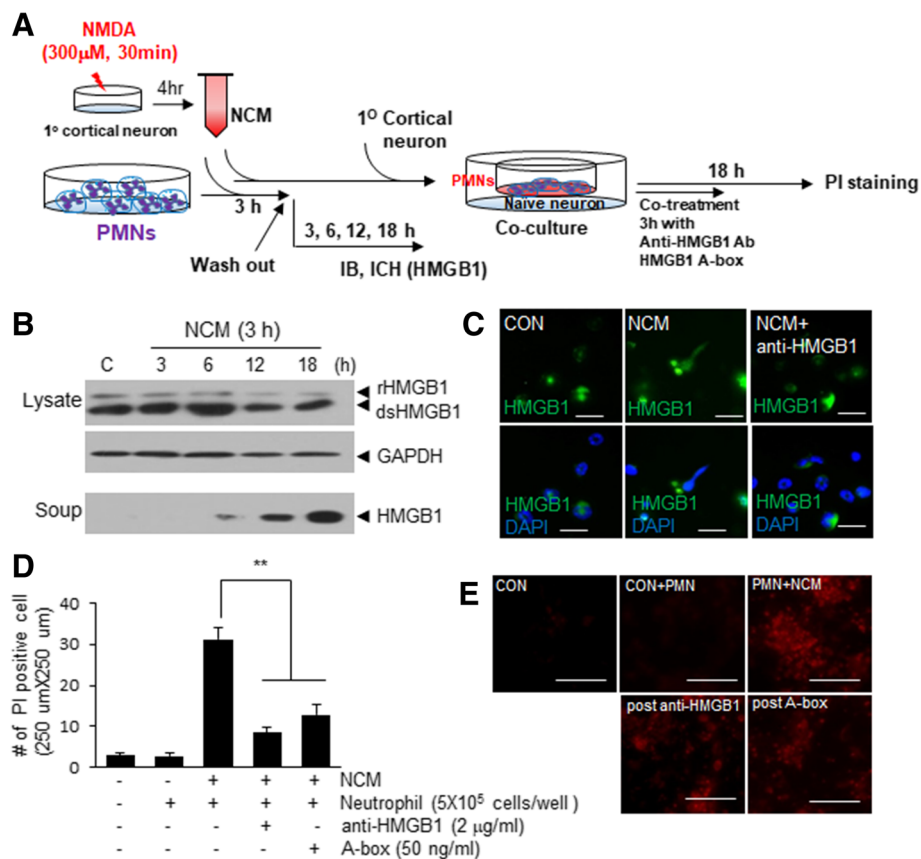 A
NMDA
(300μM, 30min)
4hr
NCM
1º cortical neuron
1º Cortical
neuron
PMNs
3 h
Wash out
3, 6, 12, 18 h
IB, ICH (HMGB1)
PMNs
Naïve neuron
Co-culture
18 h
Co-treatment
3h with
Anti-HMGB1 Ab
HMGB1 A-box
PI staining
B
NCM (3 h)
C 3 6 12 18 (h)
Lysate
rHMGB1
dsHMGB1
GAPDH
Soup
HMGB1
C
CON
NCM
NCM+
anti-HMGB1
HMGB1
HMGB1
HMGB1
HMGB1
DAPI
HMGB1
DAPI
HMGB1
DAPI
D
**
# of PI positive cell
(250 umX250 um)
40
30
20
10
0
- - + + + NCM
- + + + + Neutrophil (5X10⁵ cells/well)
- - - + - anti-HMGB1 (2 μg/ml)
- - - - + A-box (50 ng/ml)
E
CON
CON+PMN
PMN+NCM
post anti-HMGB1
post A-box